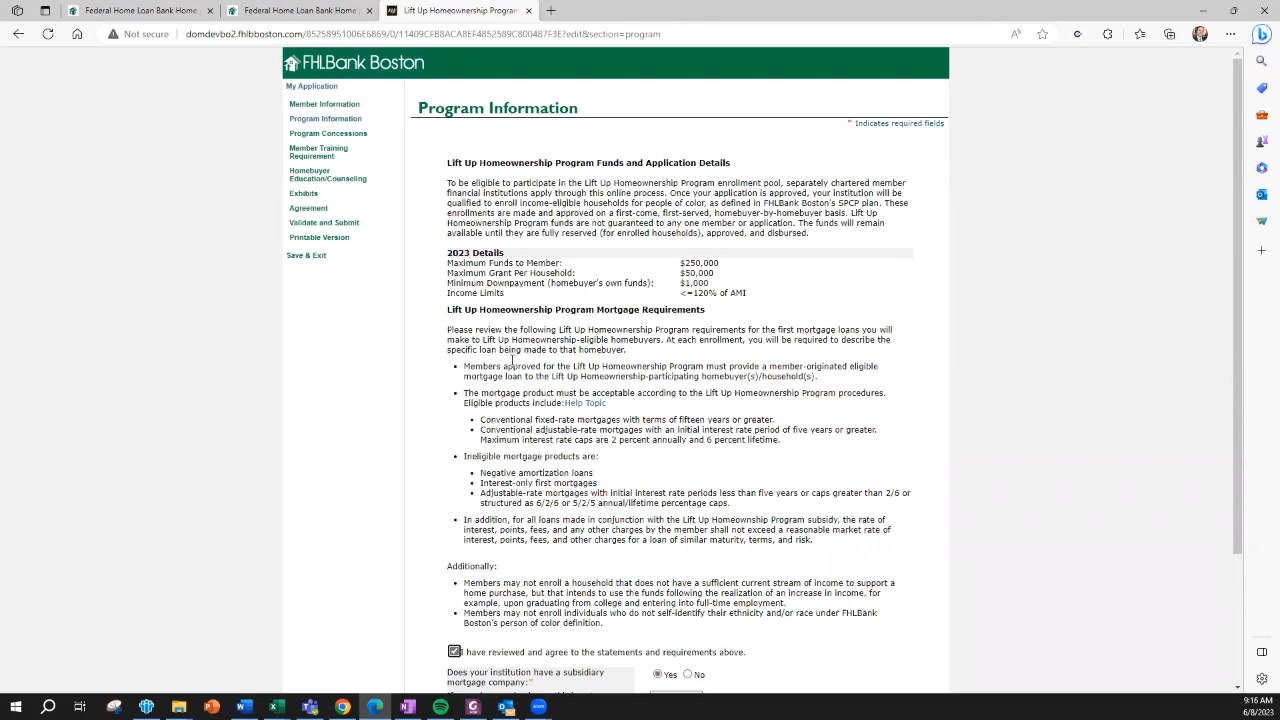 Federal Home Loan Bank Home
Federal Home Loan Bank Home
Lift Up Homeownership Program
Not secure
domdevbo2.fhlbboston.com/85258951006E6869/0/11409CFB8ACA8EF4852589C800487F3E?edit&section=program
FHLBank Boston
My Application
Member Information
Program Information
Program Concessions
Member Training
Requirement
Homebuyer
Education/Counseling
Exhibits
Agreement
Validate and Submit
Printable Version
Save & Exit
Program Information
* Indicates required fields
Lift Up Homeownership Program Funds and Application Details
To be eligible to participate in the Lift Up Homeownership Program enrollment pool, separately chartered member
financial institutions apply through this online process. Once your application is approved, your institution will be
qualified to enroll income-eligible households for people of color, as defined in FHLBank Boston's SPCP plan. These
enrollments are made and approved on a first-come, first-served, homebuyer-by-homebuyer basis. Lift Up
Homeownership Program funds are not guaranteed to any one member or application. The funds will remain
available until they are fully reserved (for enrolled households), approved, and disbursed.
2023 Details
Maximum Funds to Member: $250,000
Maximum Grant Per Household: $50,000
Minimum Downpayment (homebuyer's own funds): $1,000
Income Limits <=120% of AMI
Lift Up Homeownership Program Mortgage Requirements
Please review the following Lift Up Homeownership Program requirements for the first mortgage loans you will
make to Lift Up Homeownership-eligible homebuyers. At each enrollment, you will be required to describe the
specific loan being made to that homebuyer.
• Members approved for the Lift Up Homeownership Program must provide a member-originated eligible
mortgage loan to the Lift Up Homeownership-participating homebuyer(s)/household(s).
• The mortgage product must be acceptable according to the Lift Up Homeownership Program procedures.
Eligible products include:Help Topic
• Conventional fixed-rate mortgages with terms of fifteen years or greater.
• Conventional adjustable-rate mortgages with an initial interest rate period of five years or greater.
Maximum interest rate caps are 2 percent annually and 6 percent lifetime.
• Ineligible mortgage products are:
• Negative amortization loans
• Interest-only first mortgages
• Adjustable-rate mortgages with initial interest rate periods less than five years or caps greater than 2/6 or
structured as 6/2/6 or 5/2/5 annual/lifetime percentage caps.
• In addition, for all loans made in conjunction with the Lift Up Homeownship Program subsidy, the rate of
interest, points, fees, and any other charges by the member shall not exceed a reasonable market rate of
interest, points, fees, and other charges for a loan of similar maturity, terms, and risk.
Additionally:
• Members may not enroll a household that does not have a sufficient current stream of income to support a
home purchase, but that intends to use the funds following the realization of an increase in income, for
example, upon graduating from college and entering into full-time employment.
• Members may not enroll individuals who do not self-identify their ethnicity and/or race under FHLBank
Boston's person of color definition.
I have reviewed and agree to the statements and requirements above.
Does your institution have a subsidiary
mortgage company:*
Yes No
9:16 AM
6/8/2023